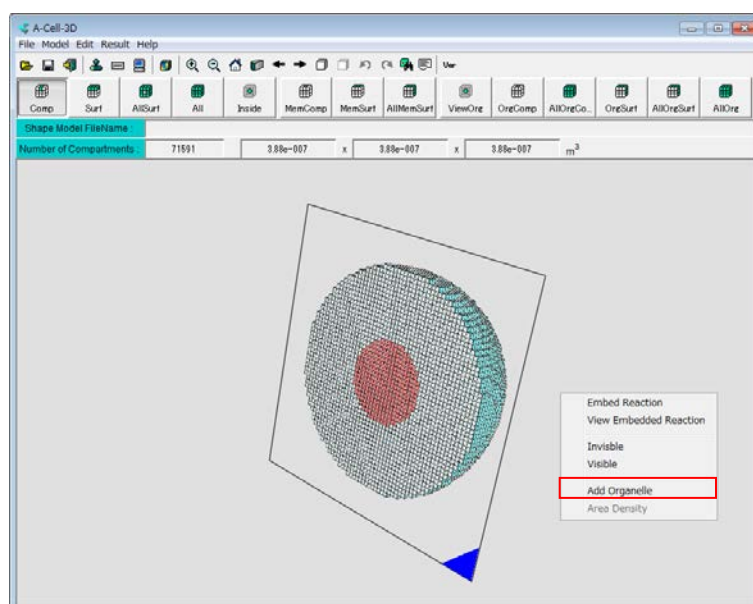 A-Cell-3D
File Model Edit Result Help
Ver
Comp Surf AllSurf All Inside MemComp MemSurf AllMemSurf ViewOrg OrgComp AllOrgCo... OrgSurf AllOrgSurf AllOrg
Shape Model FileName :
Number of Compartments : 71591 3.88e-007 x 3.88e-007 x 3.88e-007 m³
Embed Reaction
View Embedded Reaction
Invisble
Visible
Add Organelle
Area Density